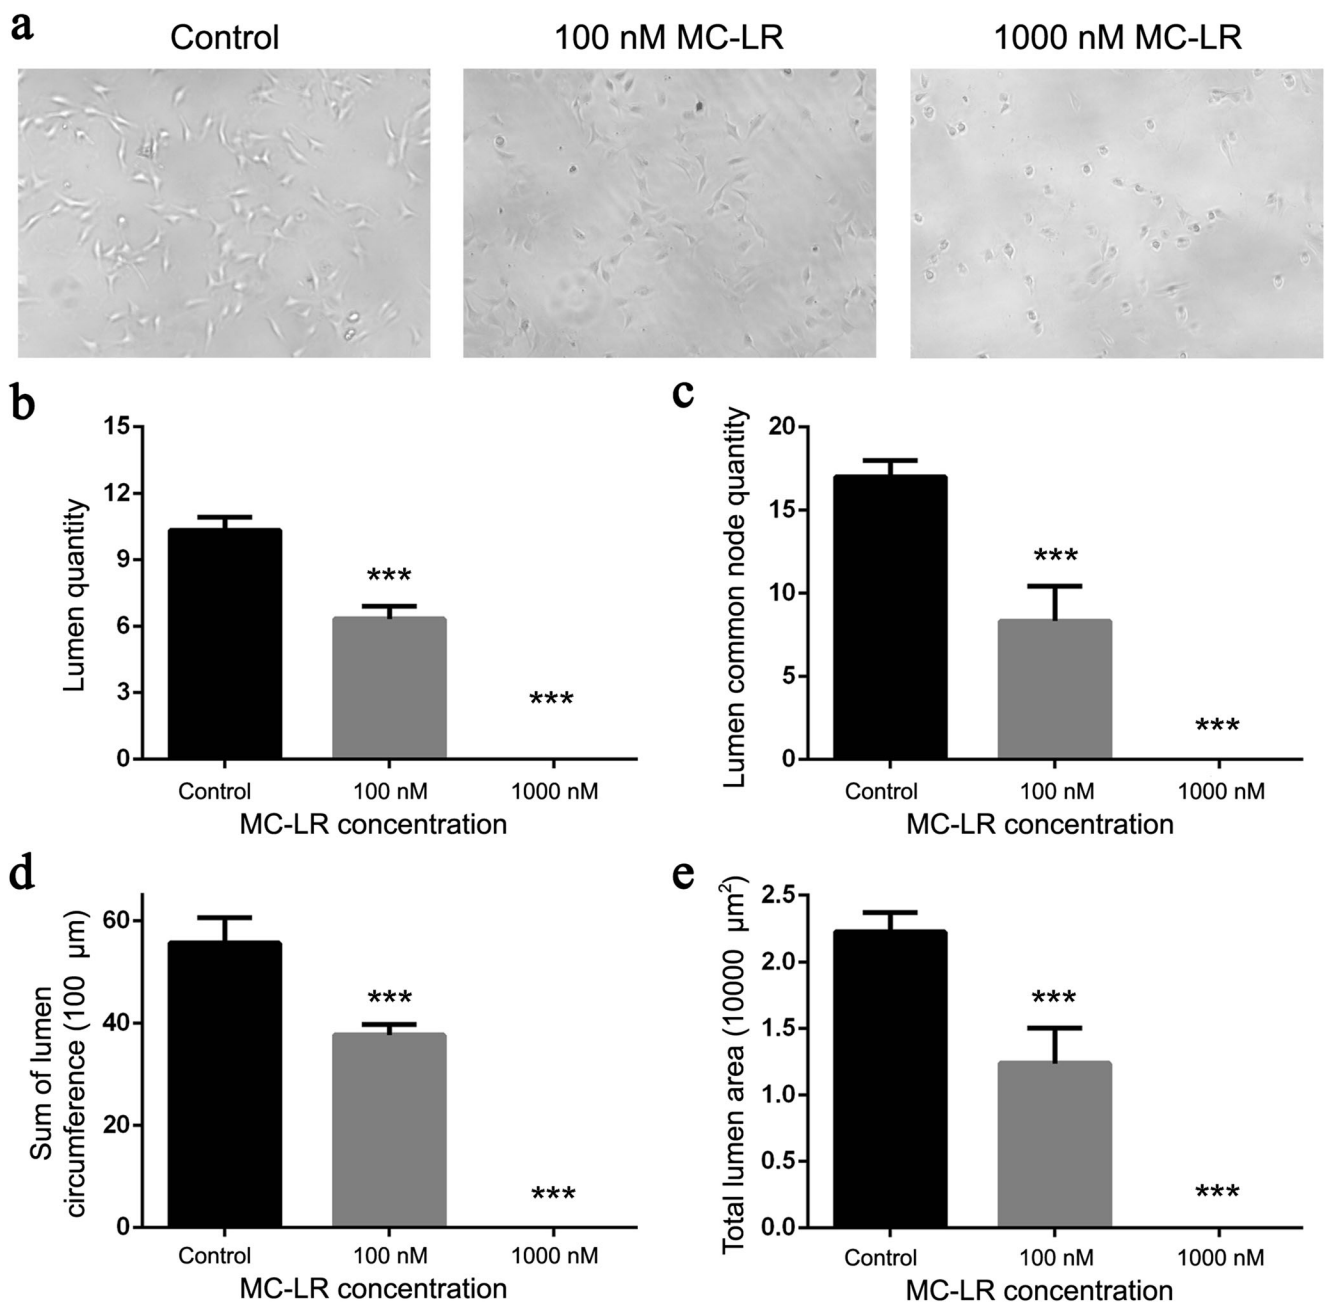 a
Control
100 nM MC-LR
1000 nM MC-LR
b
Lumen quantity
15
12
9
6
3
0
***
***
Control
100 nM
1000 nM
MC-LR concentration
c
Lumen common node quantity
20
15
10
5
0
***
***
Control
100 nM
1000 nM
MC-LR concentration
d
Sum of lumen
circumference (100 μm)
60
40
20
0
***
***
Control
100 nM
1000 nM
MC-LR concentration
e
Total lumen area (10000 μm²)
2.5
2.0
1.5
1.0
0.5
0.0
***
***
Control
100 nM
1000 nM
MC-LR concentration